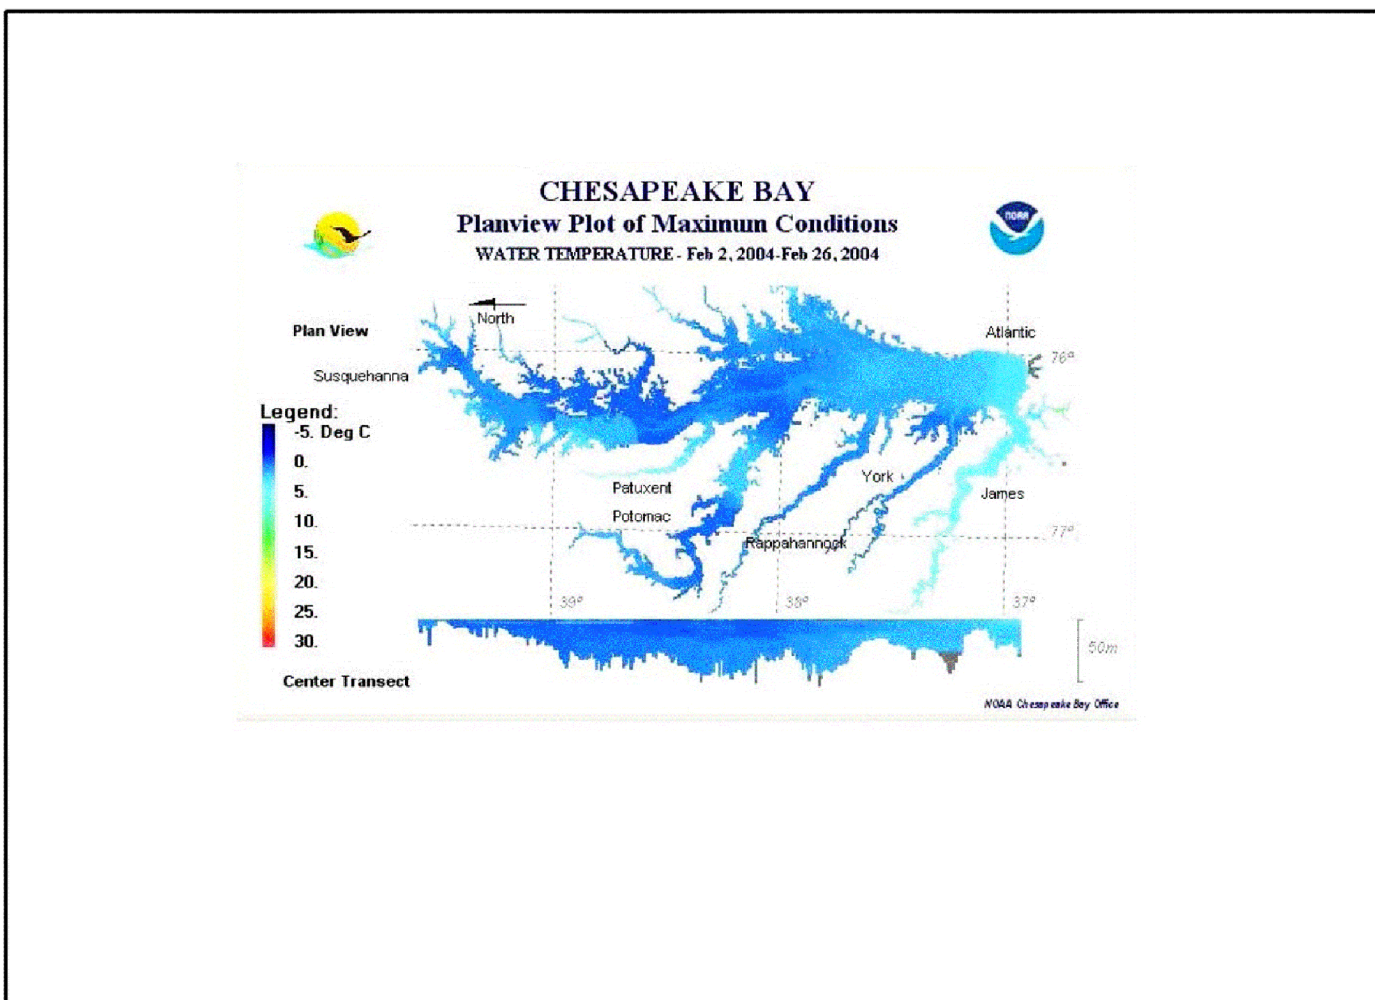 CHESAPEAKE BAY
Planview Plot of Maximum Conditions
WATER TEMPERATURE - Feb 2, 2004-Feb 26, 2004
NOAA
North
Plan View
Atlantic
76°
Susquehanna
Legend:
-5. Deg C
0.
5.
10.
15.
20.
25.
30.
York
Patuxent
James
Potomac
77°
Rappahannock
39°
38°
37°
50m
Center Transect
NOAA Chesapeake Bay Office